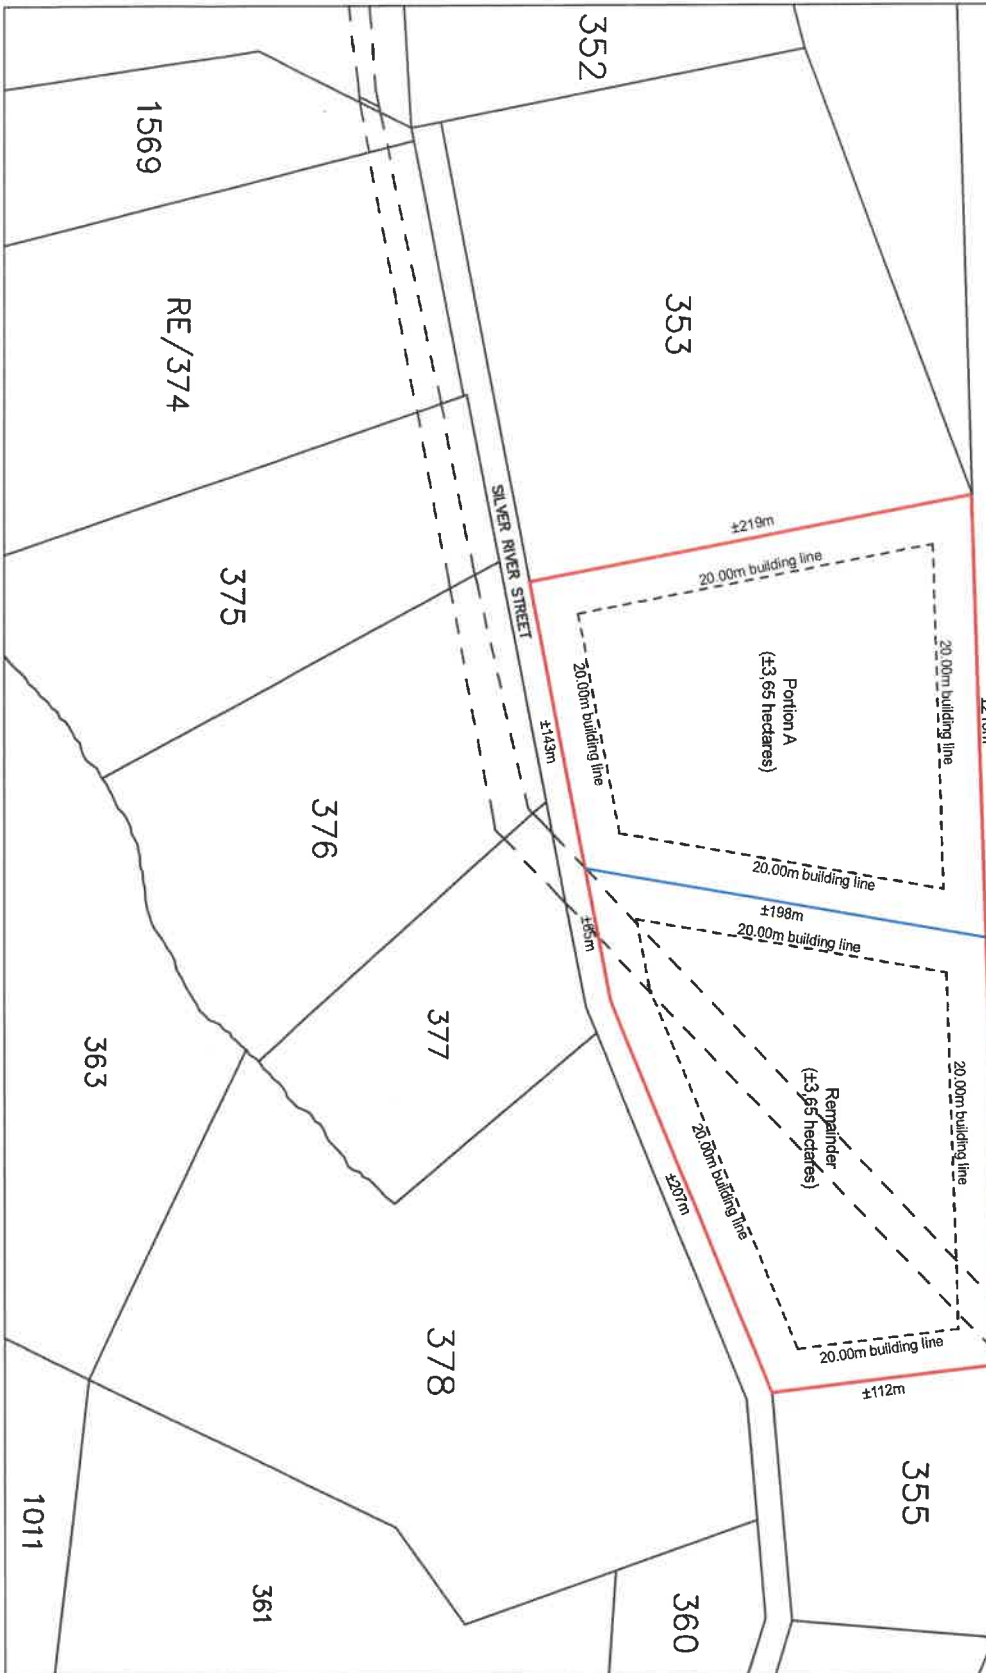 352
1569
353
RE/374
SILVER RIVER STREET
±219m
20.00m building line
20.00m building line
Portion A
(±3,65 hectares)
20.00m building line
375
±143m
376
20.00m building line
±198m
20.00m building line
±65m
377
363
Remainder
(±3,65 hectares)
20.00m building line
20.00m building line
±207m
378
20.00m building line
±112m
355
1011
361
360